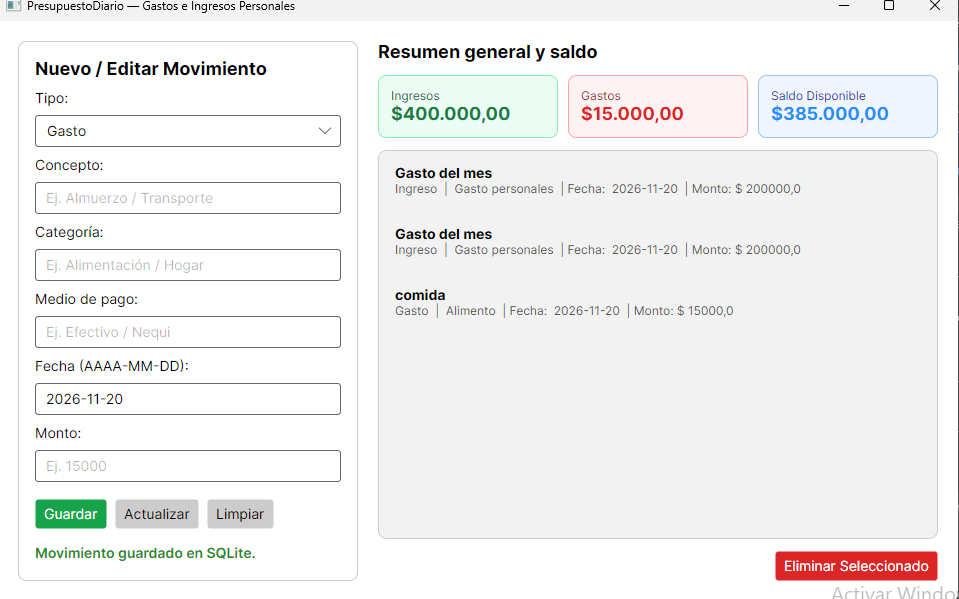 PresupuestoDiario — Gastos e Ingresos Personales
Nuevo / Editar Movimiento
Tipo:
Gasto
Concepto:
Ej. Almuerzo / Transporte
Categoría:
Ej. Alimentación / Hogar
Medio de pago:
Ej. Efectivo / Nequi
Fecha (AAAA-MM-DD):
2026-11-20
Monto:
Ej. 15000
Guardar Actualizar Limpiar
Movimiento guardado en SQLite.
Resumen general y saldo
Ingresos
$400.000,00
Gastos
$15.000,00
Saldo Disponible
$385.000,00
Gasto del mes
Ingreso | Gasto personales | Fecha: 2026-11-20 | Monto: $ 200000,0
Gasto del mes
Ingreso | Gasto personales | Fecha: 2026-11-20 | Monto: $ 200000,0
comida
Gasto | Alimento | Fecha: 2026-11-20 | Monto: $ 15000,0
Eliminar Seleccionado
Activar